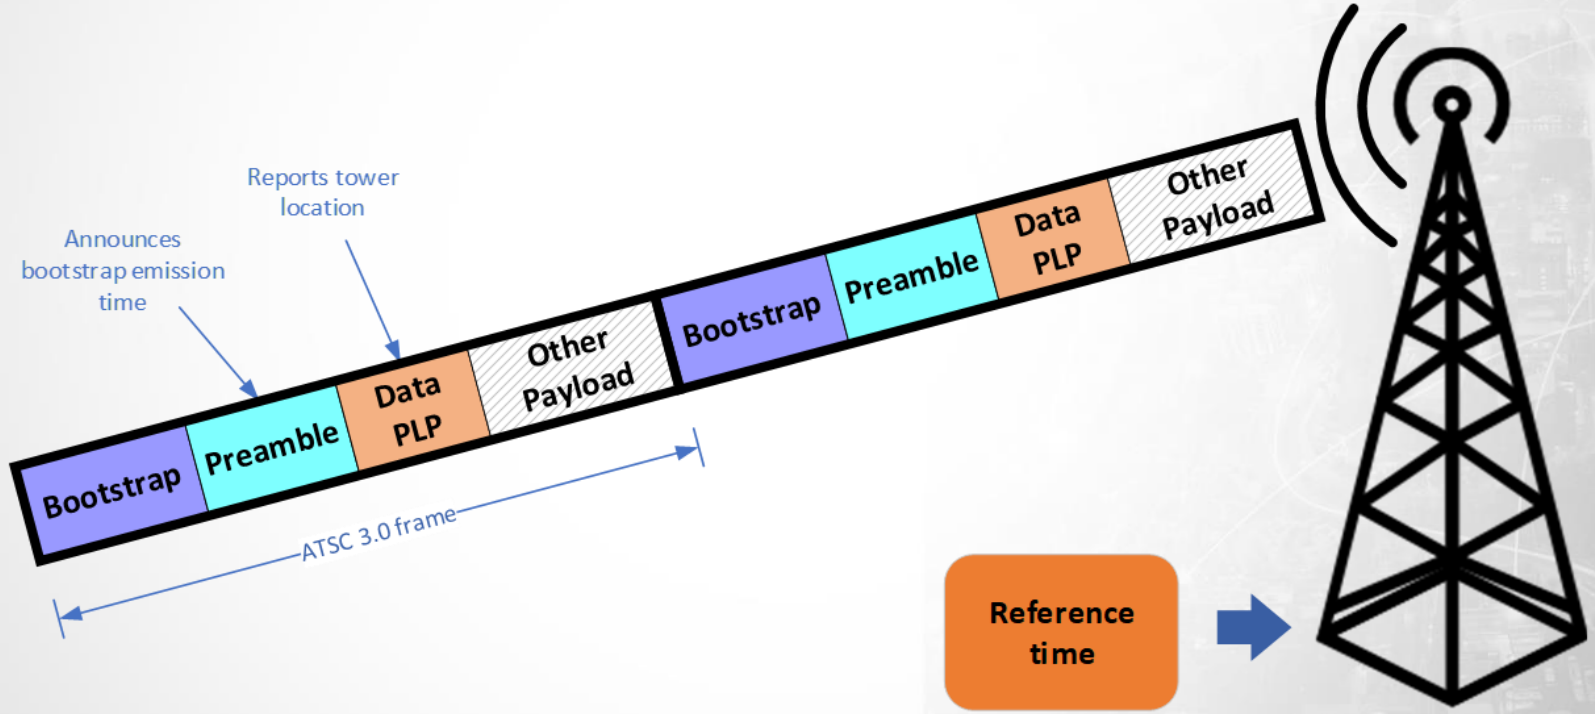 Reports tower
location
Announces
bootstrap emission
time
Bootstrap
Preamble
Data
PLP
Other
Payload
Bootstrap
Preamble
Data
PLP
Other
Payload
ATSC 3.0 frame
Reference
time